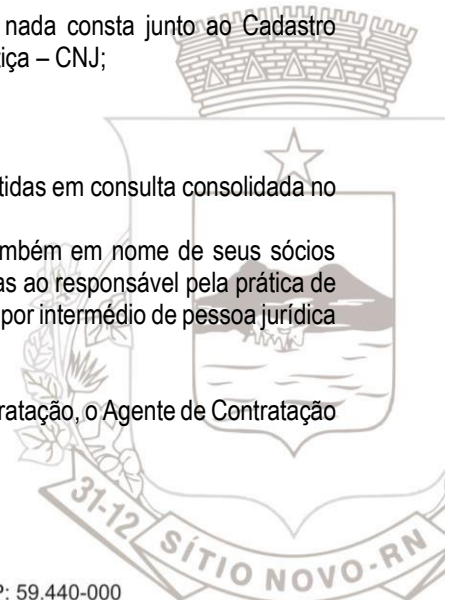 nada consta junto ao Cadastro
tiça – CNJ;
tidas em consulta consolidada no
ambém em nome de seus sócios
as ao responsável pela prática de
por intermédio de pessoa jurídica
ratação, o Agente de Contratação
31-12 SÍTIO NOVO-RN
P: 59.440-000